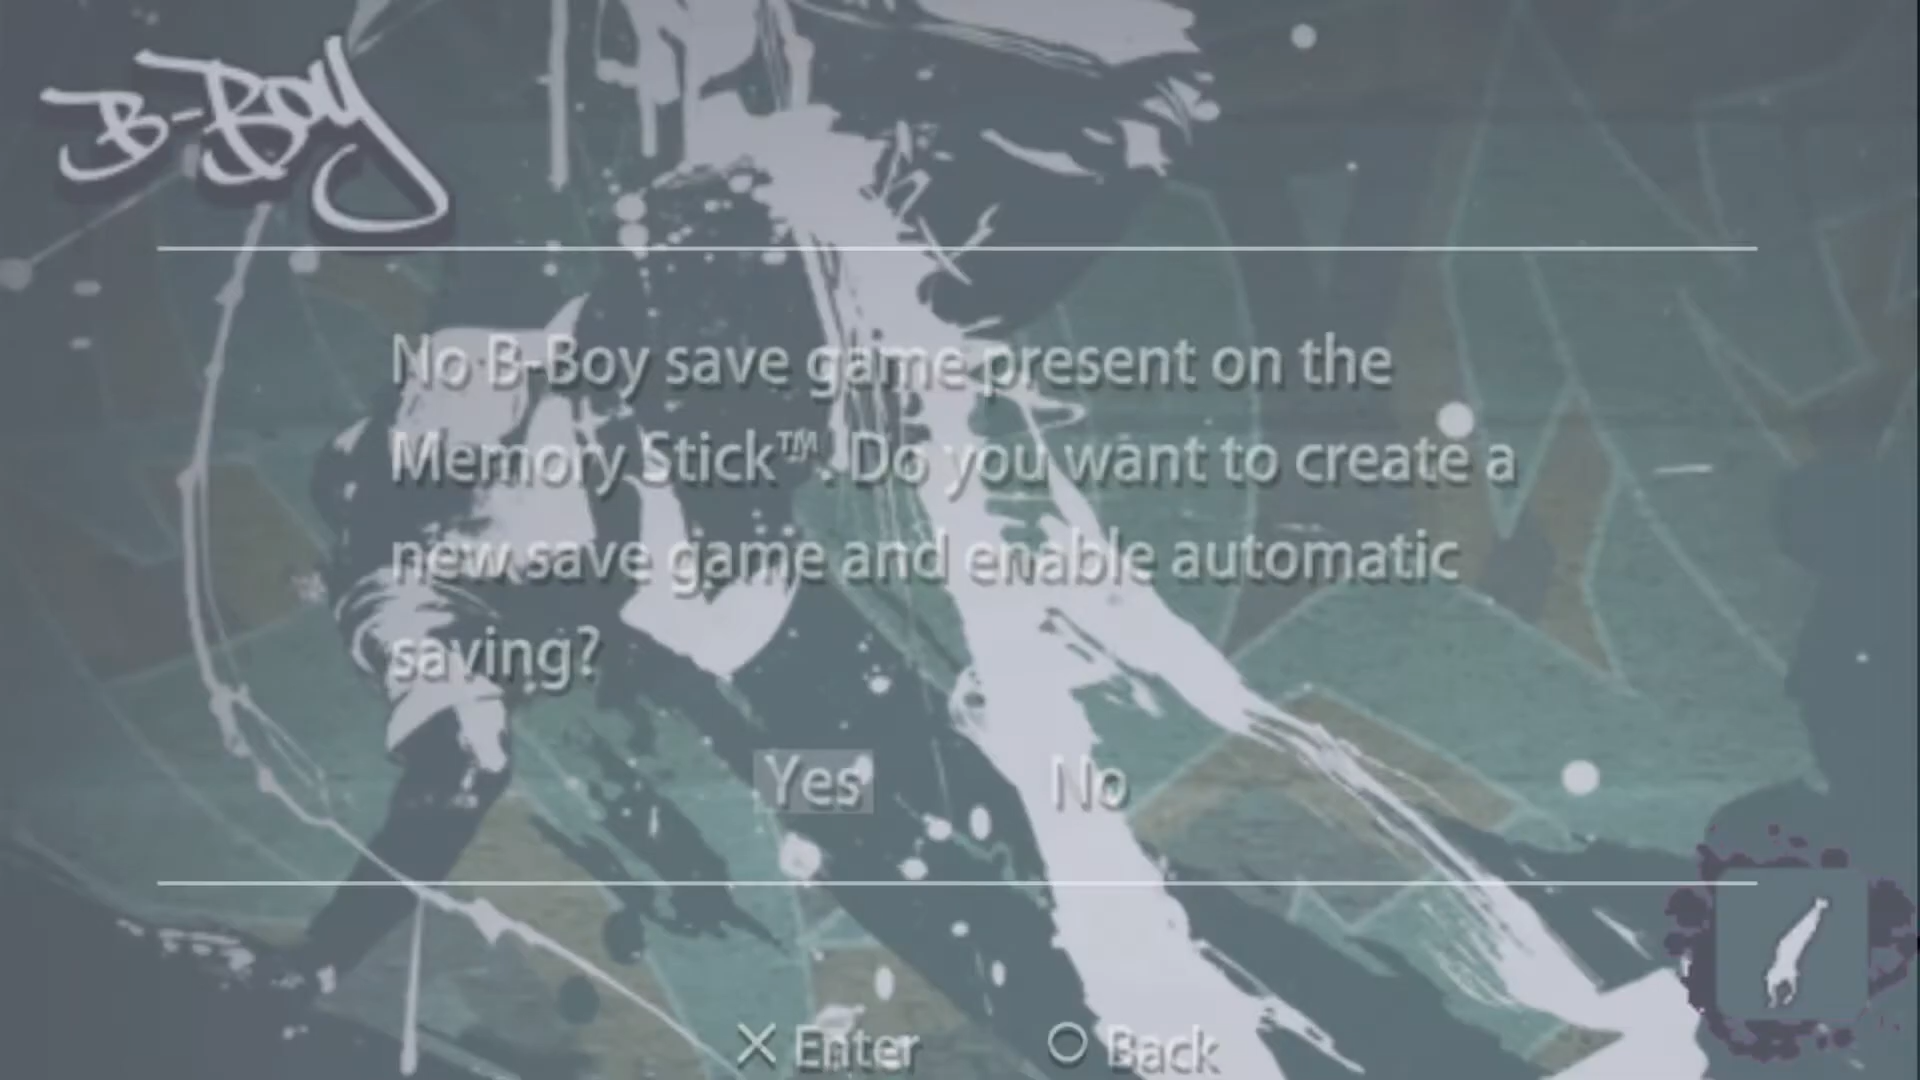 B-Boy
No B-Boy save game present on the
Memory Stick™. Do you want to create a
new save game and enable automatic
saving?
Yes No
Enter Back